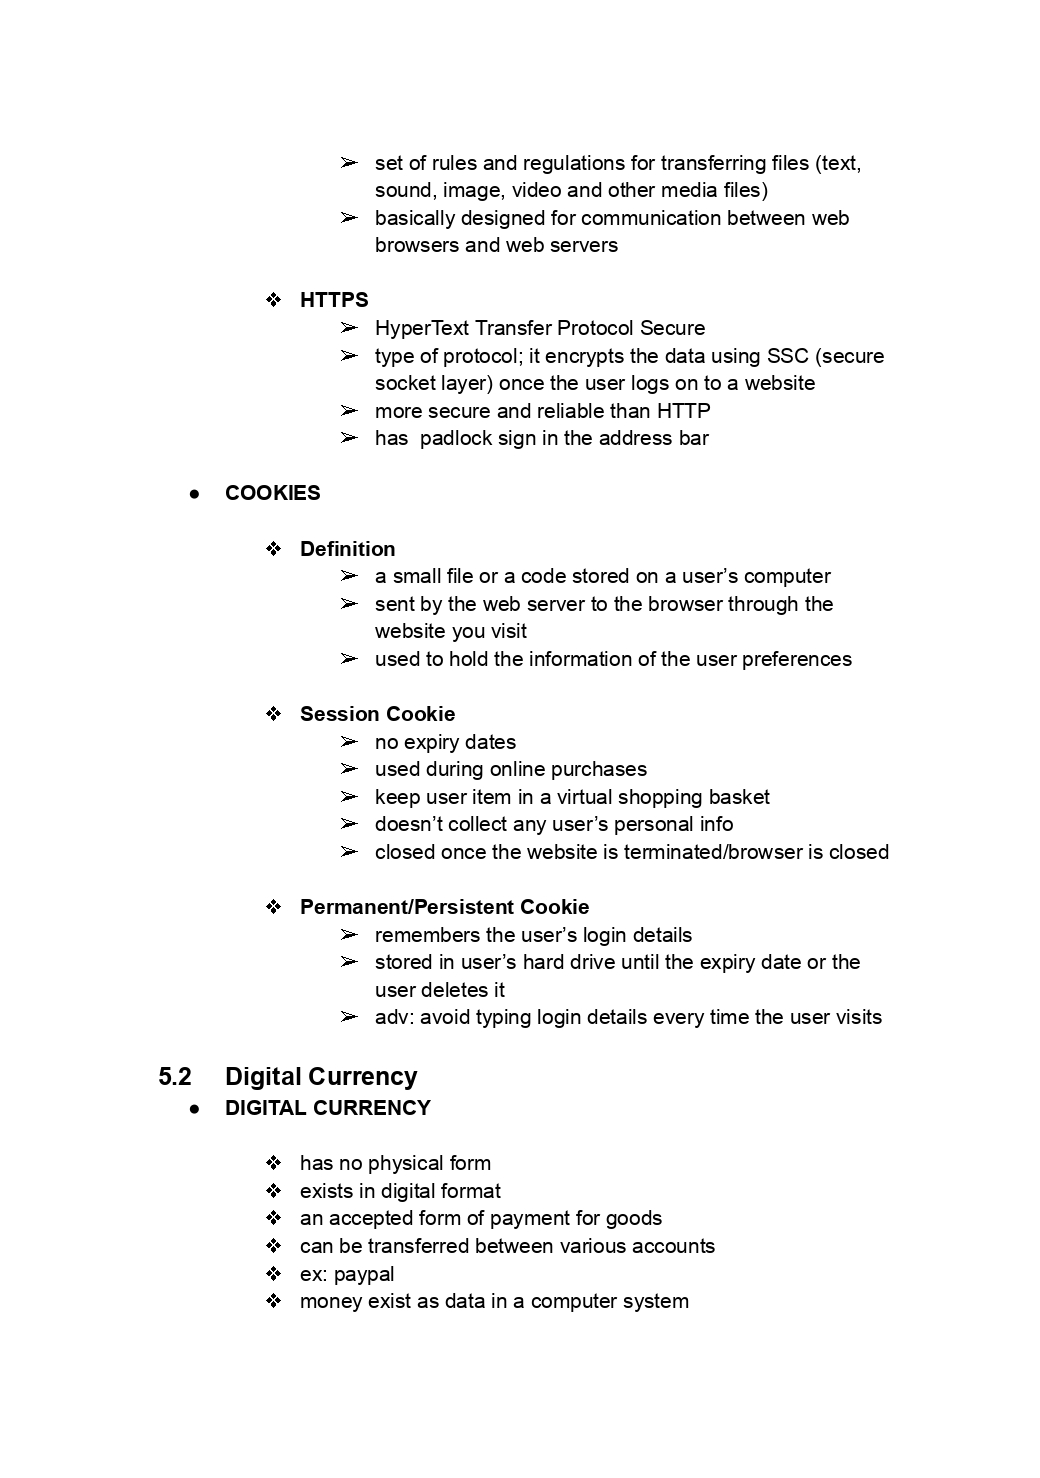 ➢ set of rules and regulations for transferring files (text,
sound, image, video and other media files)
➢ basically designed for communication between web
browsers and web servers
❖ HTTPS
➢ HyperText Transfer Protocol Secure
➢ type of protocol; it encrypts the data using SSC (secure
socket layer) once the user logs on to a website
➢ more secure and reliable than HTTP
➢ has  padlock sign in the address bar
● COOKIES
❖ Definition
➢ a small file or a code stored on a user’s computer
➢ sent by the web server to the browser through the
website you visit
➢ used to hold the information of the user preferences
❖ Session Cookie
➢ no expiry dates
➢ used during online purchases
➢ keep user item in a virtual shopping basket
➢ doesn’t collect any user’s personal info
➢ closed once the website is terminated/browser is closed
❖ Permanent/Persistent Cookie
➢ remembers the user’s login details
➢ stored in user’s hard drive until the expiry date or the
user deletes it
➢ adv: avoid typing login details every time the user visits
5.2 Digital Currency
● DIGITAL CURRENCY
❖ has no physical form
❖ exists in digital format
❖ an accepted form of payment for goods
❖ can be transferred between various accounts
❖ ex: paypal
❖ money exist as data in a computer system